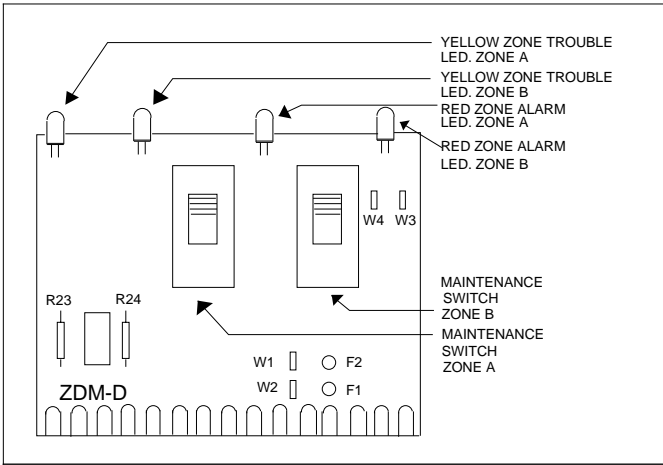 YELLOW ZONE TROUBLE
LED. ZONE A
YELLOW ZONE TROUBLE
LED. ZONE B
RED ZONE ALARM
LED. ZONE A
RED ZONE ALARM
LED. ZONE B
W4 W3
MAINTENANCE
SWITCH
ZONE B
MAINTENANCE
SWITCH
ZONE A
R23 R24
W1 F2
W2 F1
ZDM-D